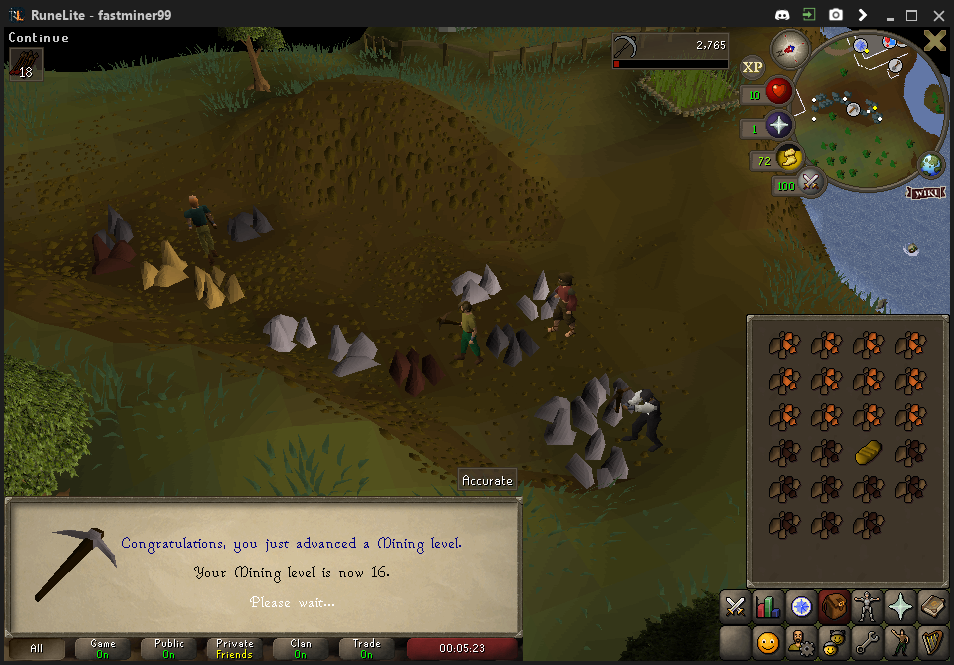 RuneLite - fastminer99
Continue
18
2,765
XP
10
1
72
100
WIKI
Accurate
Congratulations, you just advanced a Mining level.
Your Mining level is now 16.
Please wait...
All
Game
On
Public
On
Private
Friends
Clan
On
Trade
On
00:05:23